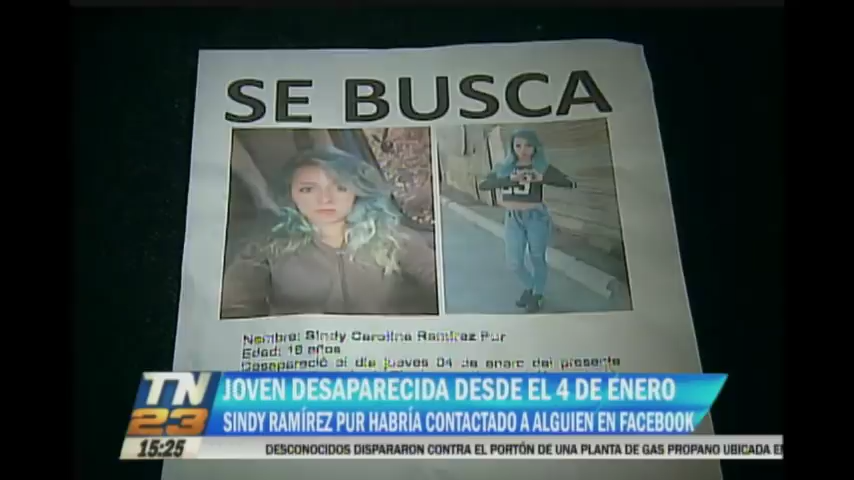 SE BUSCA
Nombre: Sindy Carolina Ramirez Pur
Edad: 18 años
Desapareció el día jueves 04 de enero del presente
TN
23
15:25
JOVEN DESAPARECIDA DESDE EL 4 DE ENERO
SINDY RAMÍREZ PUR HABRÍA CONTACTADO A ALGUIEN EN FACEBOOK
DESCONOCIDOS DISPARARON CONTRA EL PORTÓN DE UNA PLANTA DE GAS PROPANO UBICADA E